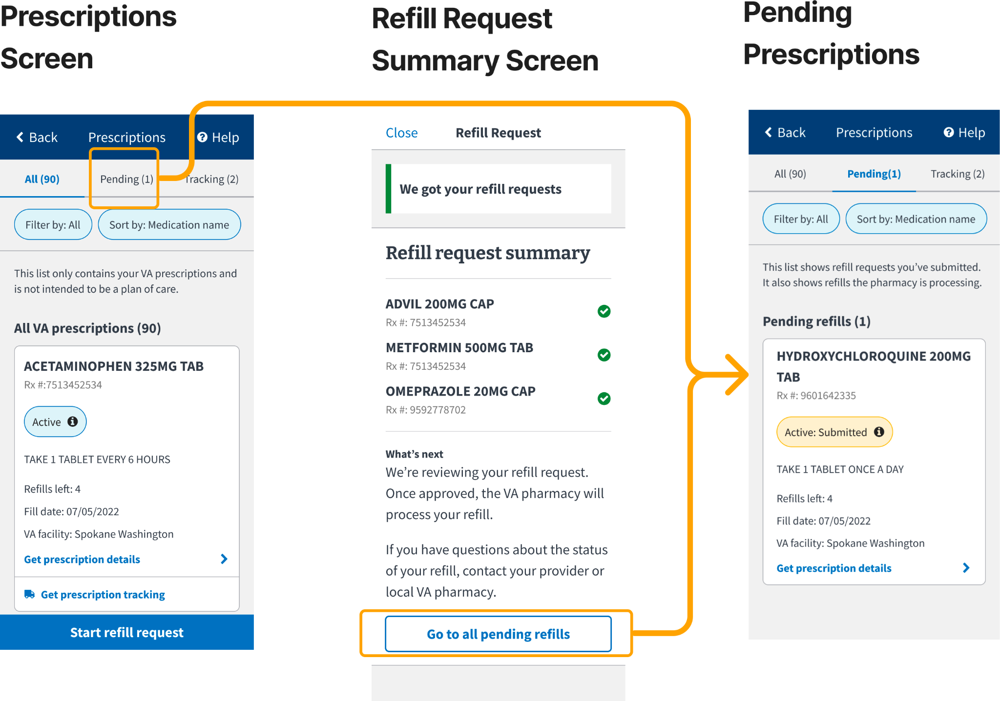 Prescriptions
Screen
Back
Prescriptions
Help
All (90)
Pending (1)
Tracking (2)
Filter by: All
Sort by: Medication name
This list only contains your VA prescriptions and
is not intended to be a plan of care.
All VA prescriptions (90)
ACETAMINOPHEN 325MG TAB
Rx #:7513452534
Active
TAKE 1 TABLET EVERY 6 HOURS
Refills left: 4
Fill date: 07/05/2022
VA facility: Spokane Washington
Get prescription details
Get prescription tracking
Start refill request
Refill Request
Summary Screen
Close
Refill Request
We got your refill requests
Refill request summary
ADVIL 200MG CAP
Rx #: 7513452534
METFORMIN 500MG TAB
Rx #: 7513452534
OMEPRAZOLE 20MG CAP
Rx #: 9592778702
What's next
We're reviewing your refill request.
Once approved, the VA pharmacy will
process your refill.
If you have questions about the status
of your refill, contact your provider or
local VA pharmacy.
Go to all pending refills
Pending
Prescriptions
Back
Prescriptions
Help
All (90)
Pending(1)
Tracking (2)
Filter by: All
Sort by: Medication name
This list shows refill requests you've submitted.
It also shows refills the pharmacy is processing.
Pending refills (1)
HYDROXYCHLOROQUINE 200MG
TAB
Rx #: 9601642335
Active: Submitted
TAKE 1 TABLET ONCE A DAY
Refills left: 4
Fill date: 07/05/2022
VA facility: Spokane Washington
Get prescription details